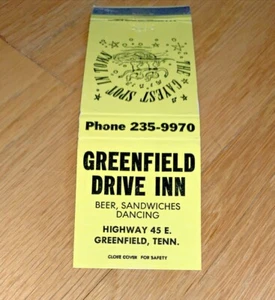 THE GAYEST SPOT IN TOWN
Phone 235-9970
GREENFIELD
DRIVE INN
BEER, SANDWICHES
DANCING
HIGHWAY 45 E.
GREENFIELD, TENN.
CLOSE COVER FOR SAFETY